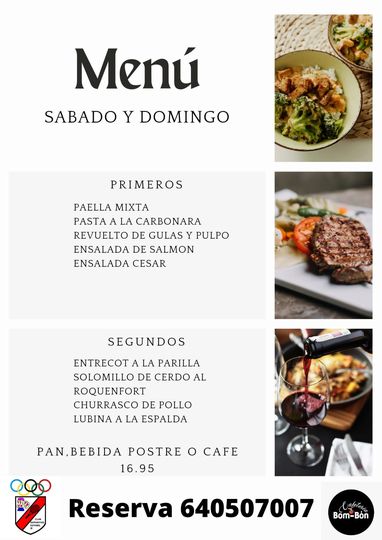 Menú
SABADO Y DOMINGO
PRIMEROS
PAELLA MIXTA
PASTA A LA CARBONARA
REVUELTO DE GULAS Y PULPO
ENSALADA DE SALMON
ENSALADA CESAR
SEGUNDOS
ENTRECOT A LA PARILLA
SOLOMILLO DE CERDO AL
ROQUENFORT
CHURRASCO DE POLLO
LUBINA A LA ESPALDA
PAN,BEBIDA POSTRE O CAFE
16.95
Reserva 640507007
Cafeteria
Bom-Bon